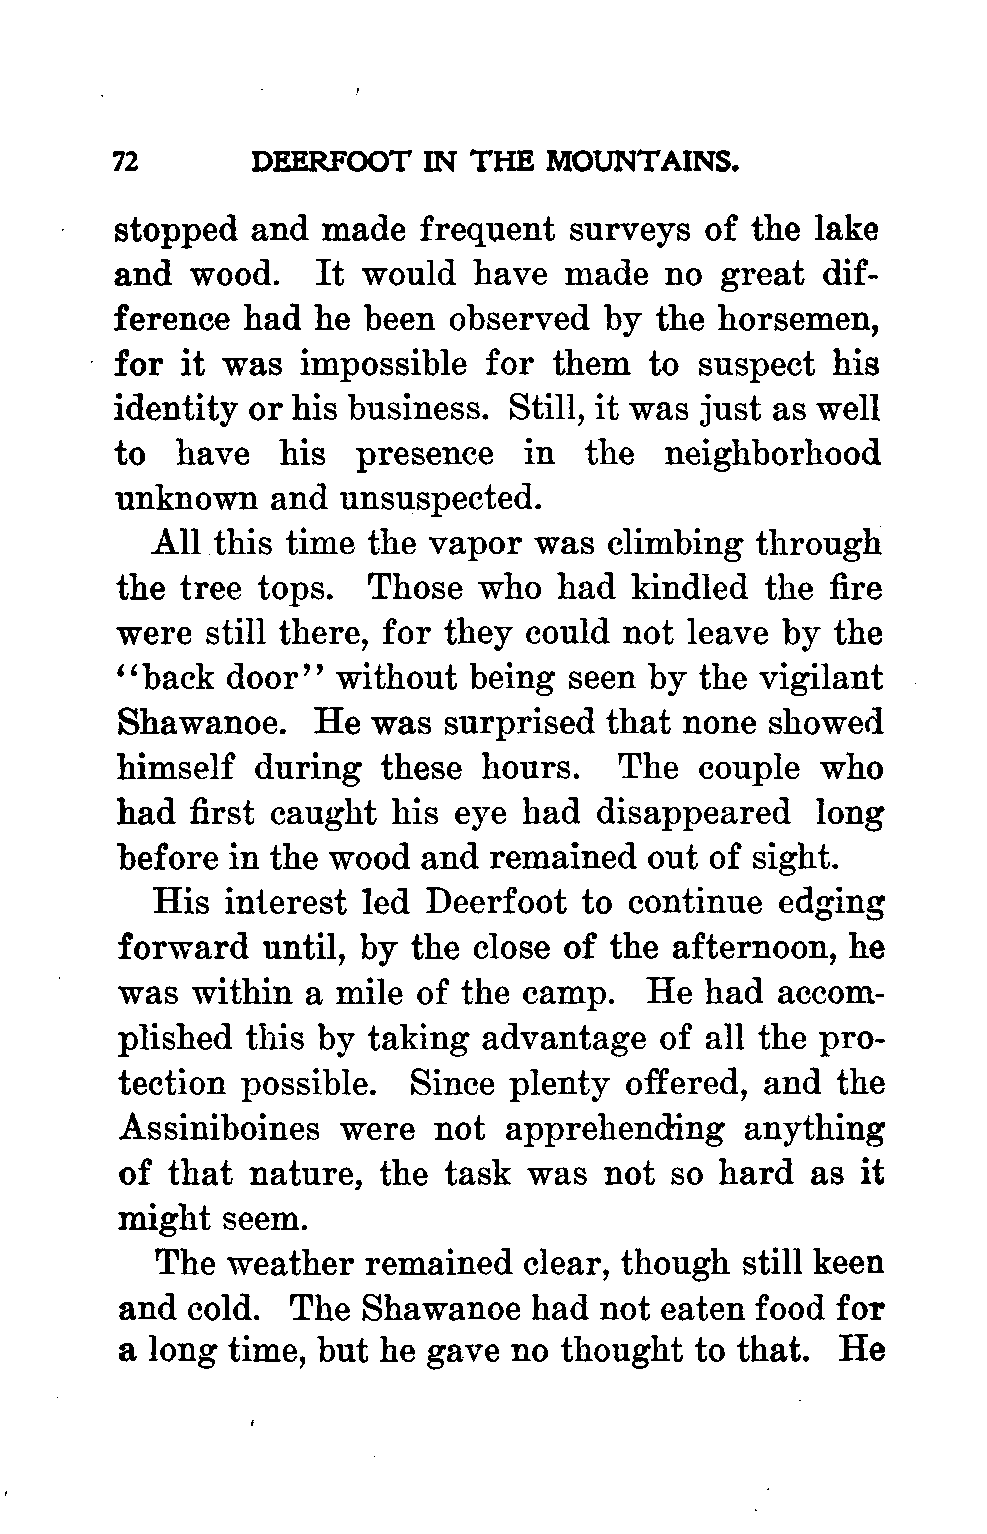 72 DEERFOOT IN THE MOUNTAINS.
stopped and made frequent surveys of the lake
and wood. It would have made no great dif-
ference had he been observed by the horsemen,
for it was impossible for them to suspect his
identity or his business. Still, it was just as well
to have his presence in the neighborhood
unknown and unsuspected.
All this time the vapor was climbing through
the tree tops. Those who had kindled the fire
were still there, for they could not leave by the
“back door” without being seen by the vigilant
Shawanoe. He was surprised that none showed
himself during these hours. The couple who
had first caught his eye had disappeared long
before in the wood and remained out of sight.
His interest led Deerfoot to continue edging
forward until, by the close of the afternoon, he
was within a mile of the camp. He had accom-
plished this by taking advantage of all the pro-
tection possible. Since plenty offered, and the
Assiniboines were not apprehending anything
of that nature, the task was not so hard as it
might seem.
The weather remained clear, though still keen
and cold. The Shawanoe had not eaten food for
a long time, but he gave no thought to that. He